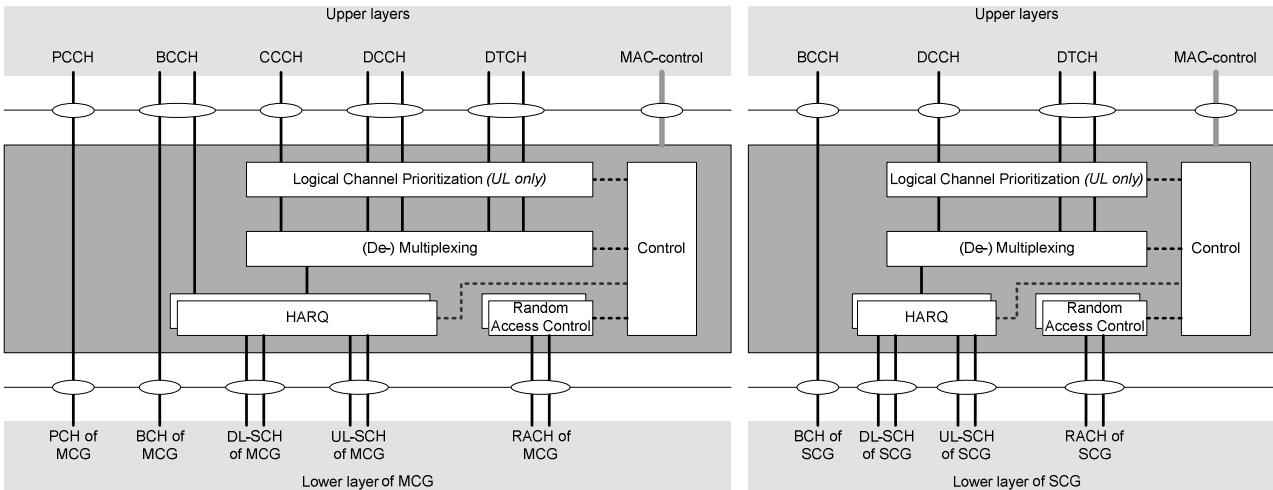 Upper layers
PCCH BCCH CCCH DCCH DTCH MAC-control
Logical Channel Prioritization (UL only)
(De-) Multiplexing
Control
HARQ
Random
Access Control
PCH of
MCG
BCH of
MCG
DL-SCH
of MCG
UL-SCH
of MCG
RACH of
MCG
Lower layer of MCG
Upper layers
BCCH DCCH DTCH MAC-control
Logical Channel Prioritization (UL only)
(De-) Multiplexing
Control
HARQ
Random
Access Control
BCH of
SCG
DL-SCH
of SCG
UL-SCH
of SCG
RACH of
SCG
Lower layer of SCG